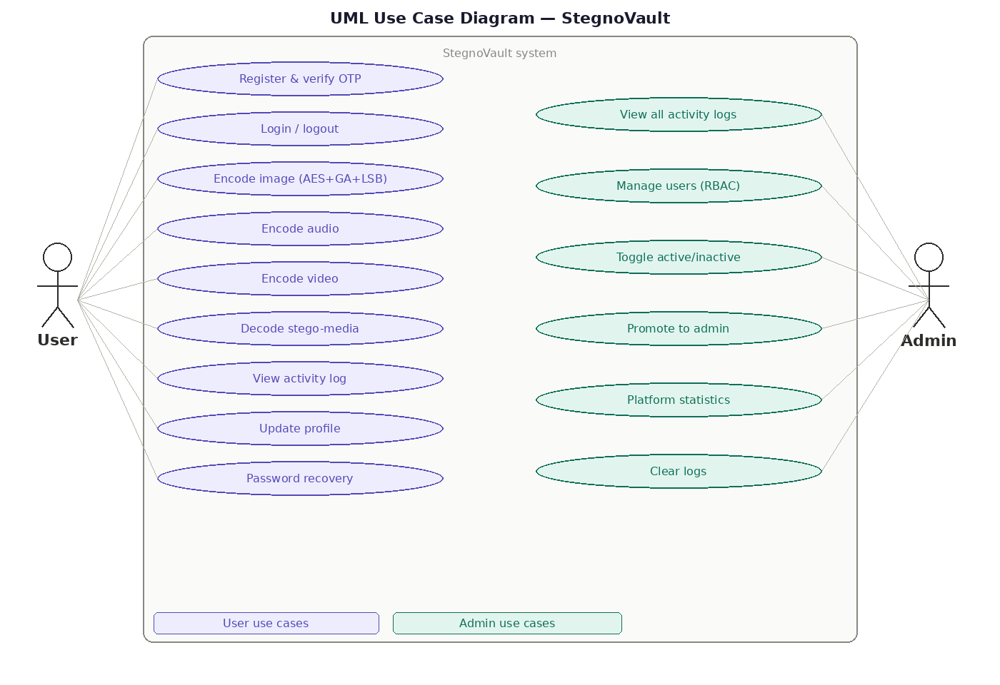 UML Use Case Diagram — StegnoVault
StegnoVault system
Register & verify OTP
Login / logout
Encode image (AES+GA+LSB)
Encode audio
Encode video
Decode stego-media
View activity log
Update profile
Password recovery
View all activity logs
Manage users (RBAC)
Toggle active/inactive
Promote to admin
Platform statistics
Clear logs
User
Admin
User use cases
Admin use cases